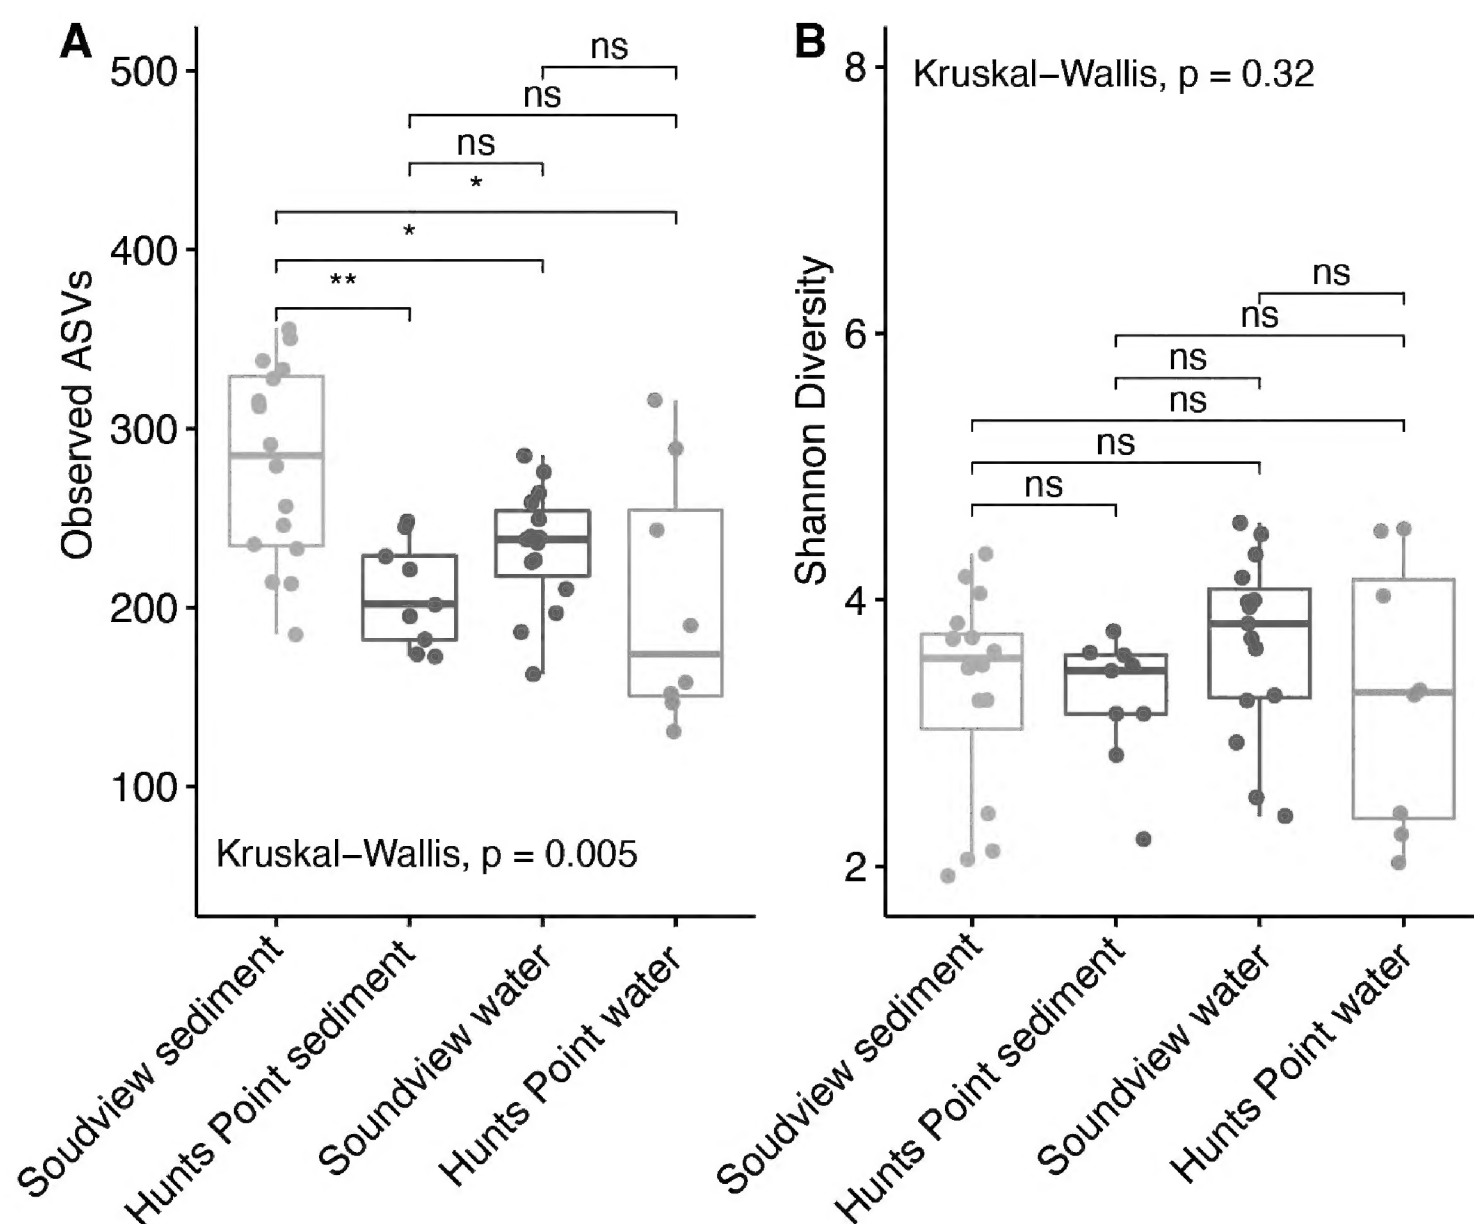 A
500
400
300
200
100
Observed ASVs
ns
ns
ns
*
*
**
Kruskal–Wallis, p = 0.005
Soudview sediment
Hunts Point sediment
Soundview water
Hunts Point water
B
8
6
4
2
Shannon Diversity
Kruskal–Wallis, p = 0.32
ns
ns
ns
ns
ns
ns
Soudview sediment
Hunts Point sediment
Soundview water
Hunts Point water